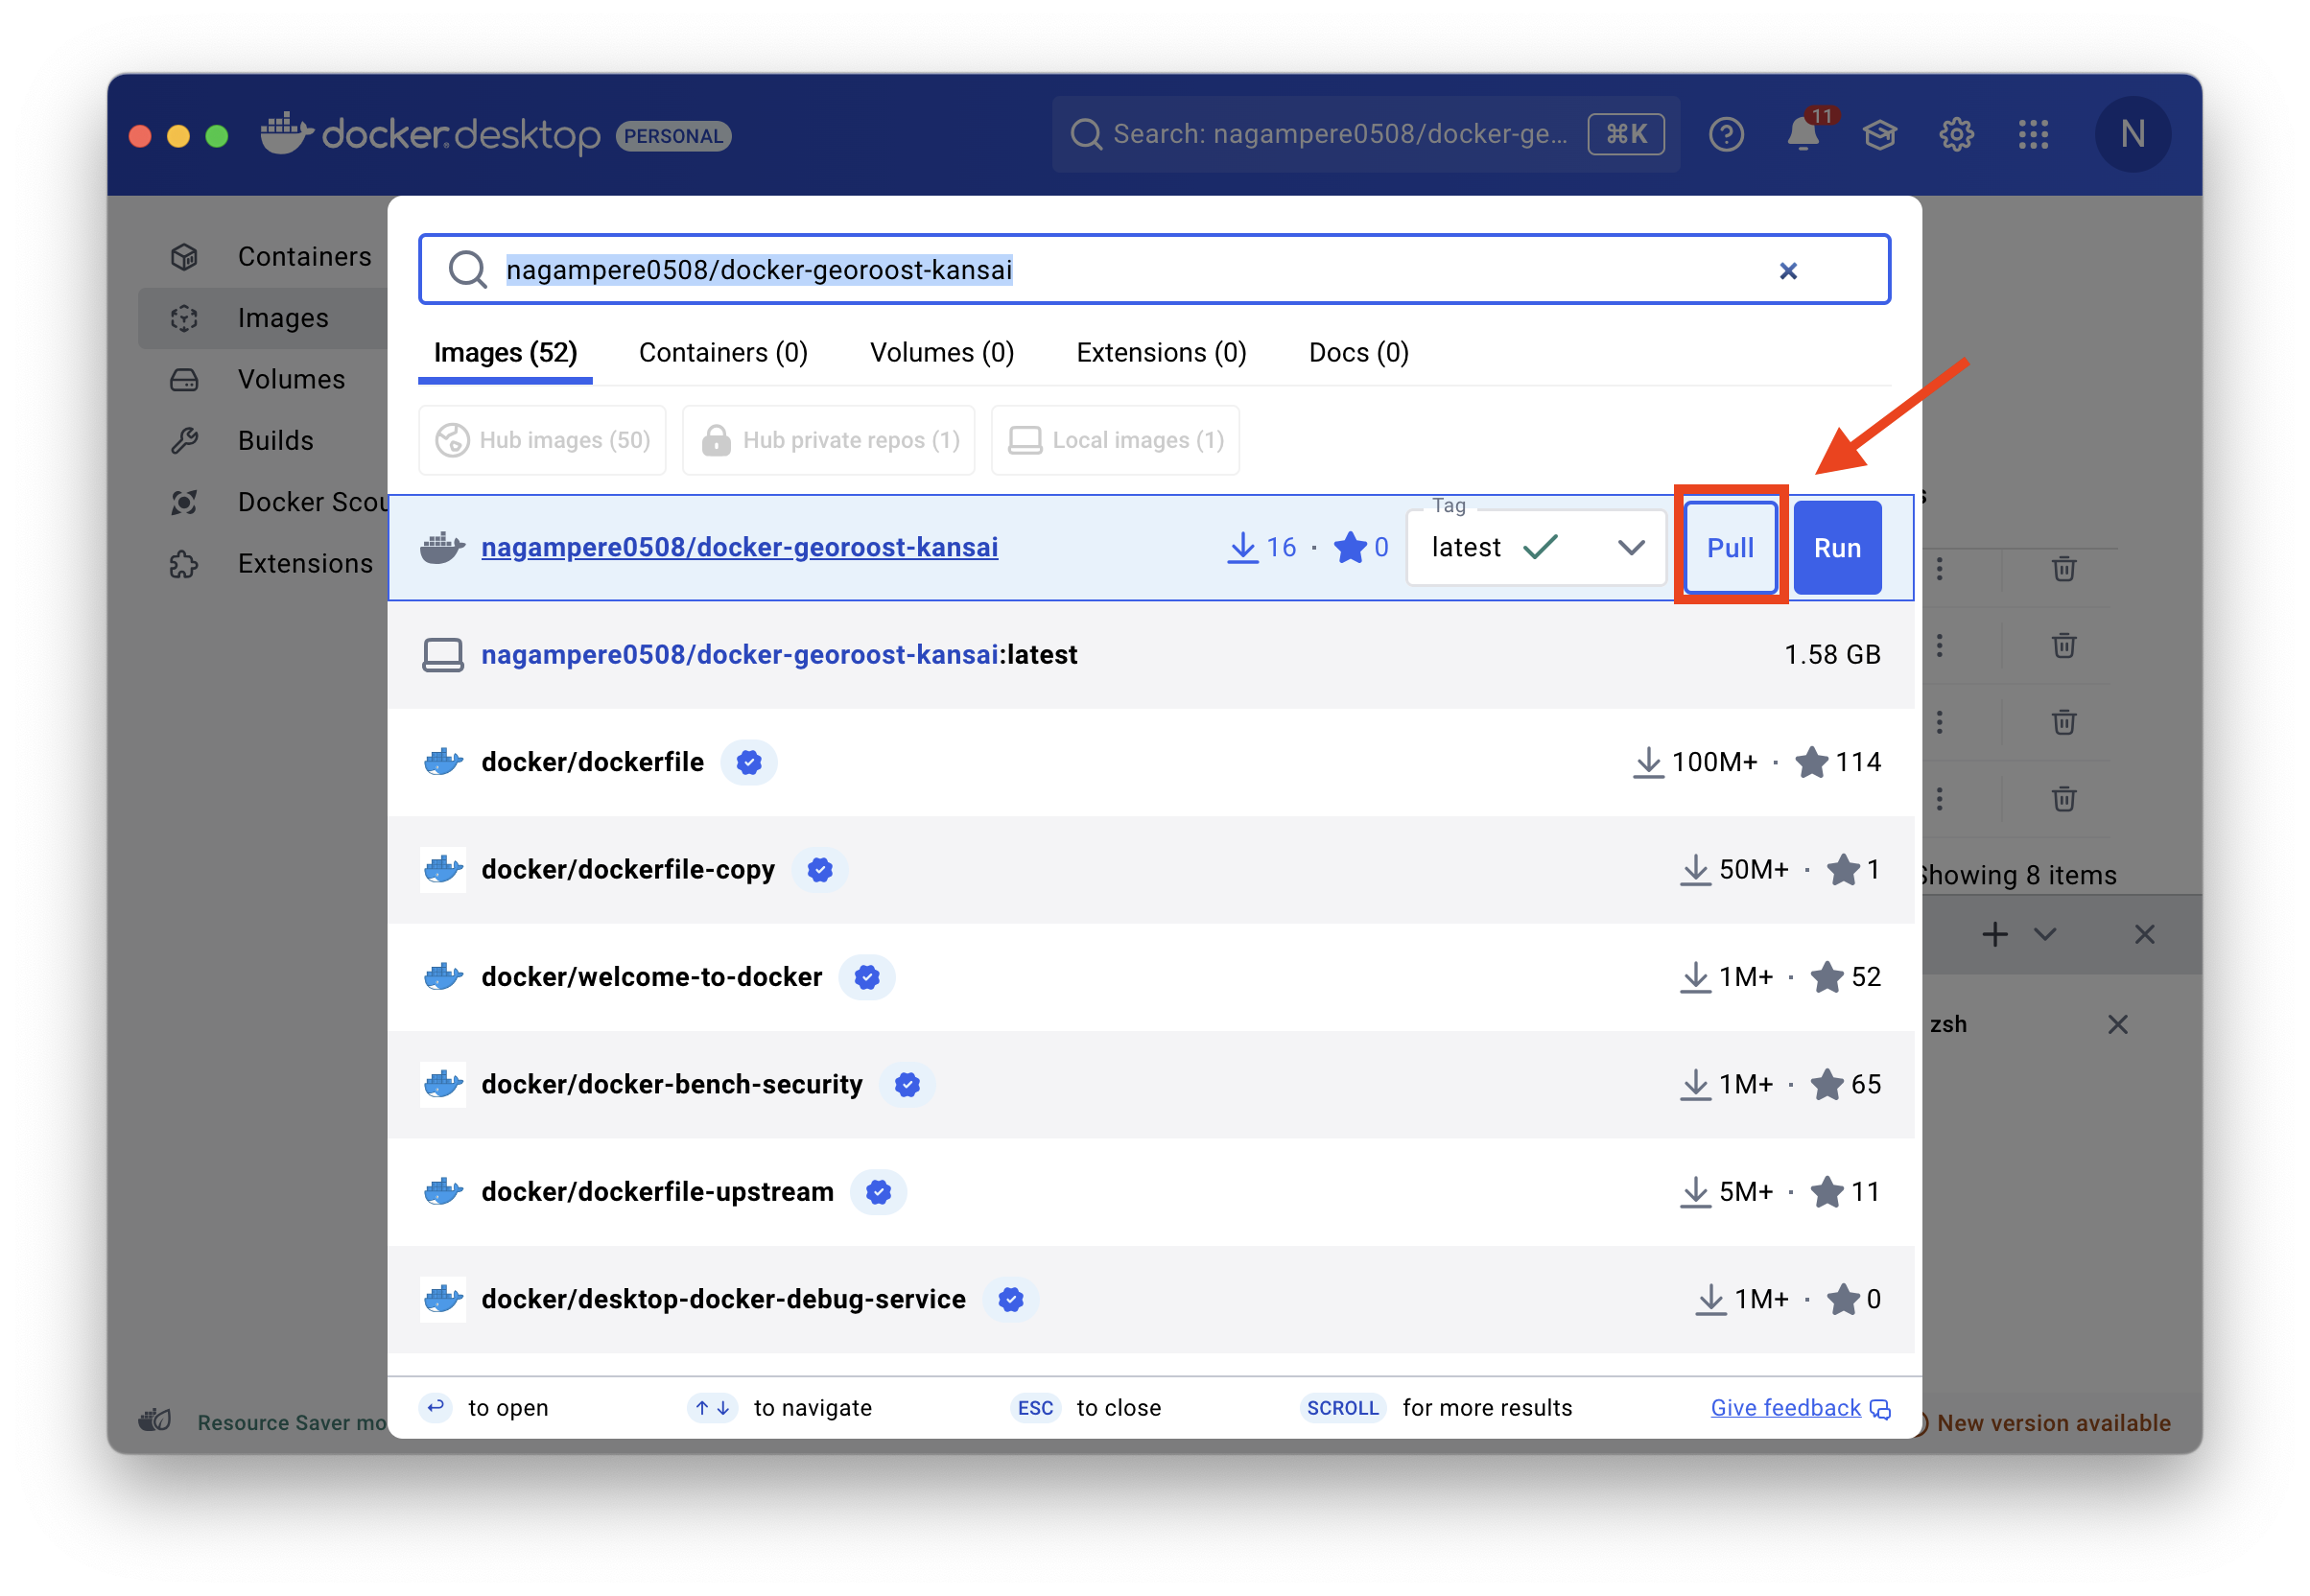 docker.desktop PERSONAL
Search: nagampere0508/docker-ge... ⌘K
11
N
Containers
Images
Volumes
Builds
Docker Scou
Extensions
nagampere0508/docker-georoost-kansai
Images (52) Containers (0) Volumes (0) Extensions (0) Docs (0)
Hub images (50) Hub private repos (1) Local images (1)
nagampere0508/docker-georoost-kansai 16 · 0 Tag latest Pull Run
nagampere0508/docker-georoost-kansai:latest 1.58 GB
docker/dockerfile 100M+ · 114
docker/dockerfile-copy 50M+ · 1
docker/welcome-to-docker 1M+ · 52
docker/docker-bench-security 1M+ · 65
docker/dockerfile-upstream 5M+ · 11
docker/desktop-docker-debug-service 1M+ · 0
to open ↑ ↓ to navigate ESC to close SCROLL for more results Give feedback
s
Showing 8 items
zsh
Resource Saver mo
New version available